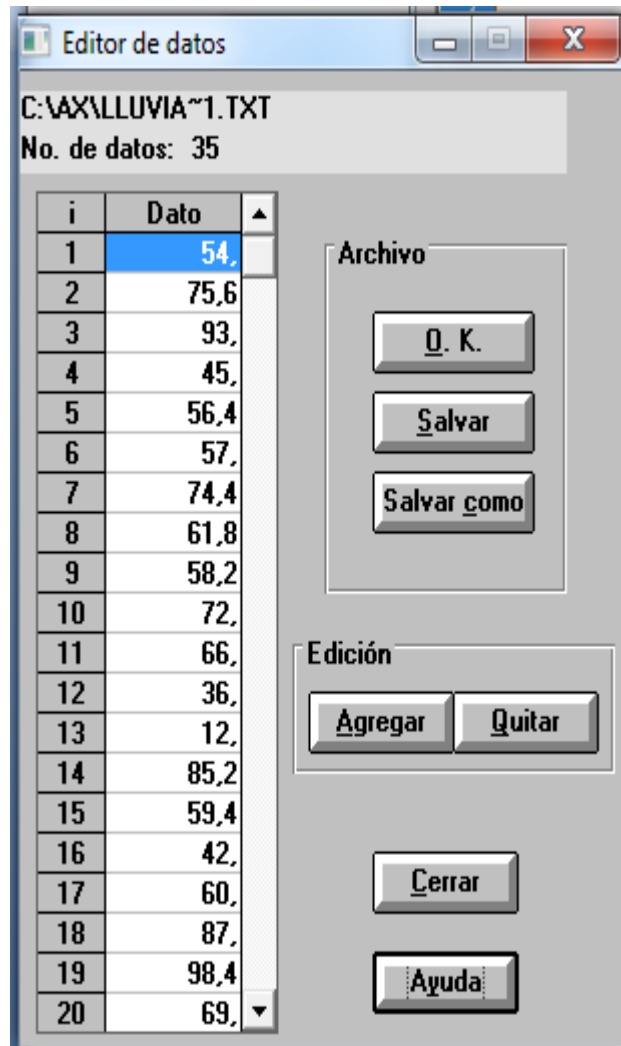 Editor de datos
C:\AX\LLUVIA~1.TXT
No. de datos: 35
i Dato
1 54,
2 75,6
3 93,
4 45,
5 56,4
6 57,
7 74,4
8 61,8
9 58,2
10 72,
11 66,
12 36,
13 12,
14 85,2
15 59,4
16 42,
17 60,
18 87,
19 98,4
20 69,
Archivo
O. K.
Salvar
Salvar como
Edición
Agregar Quitar
Cerrar
Ayuda